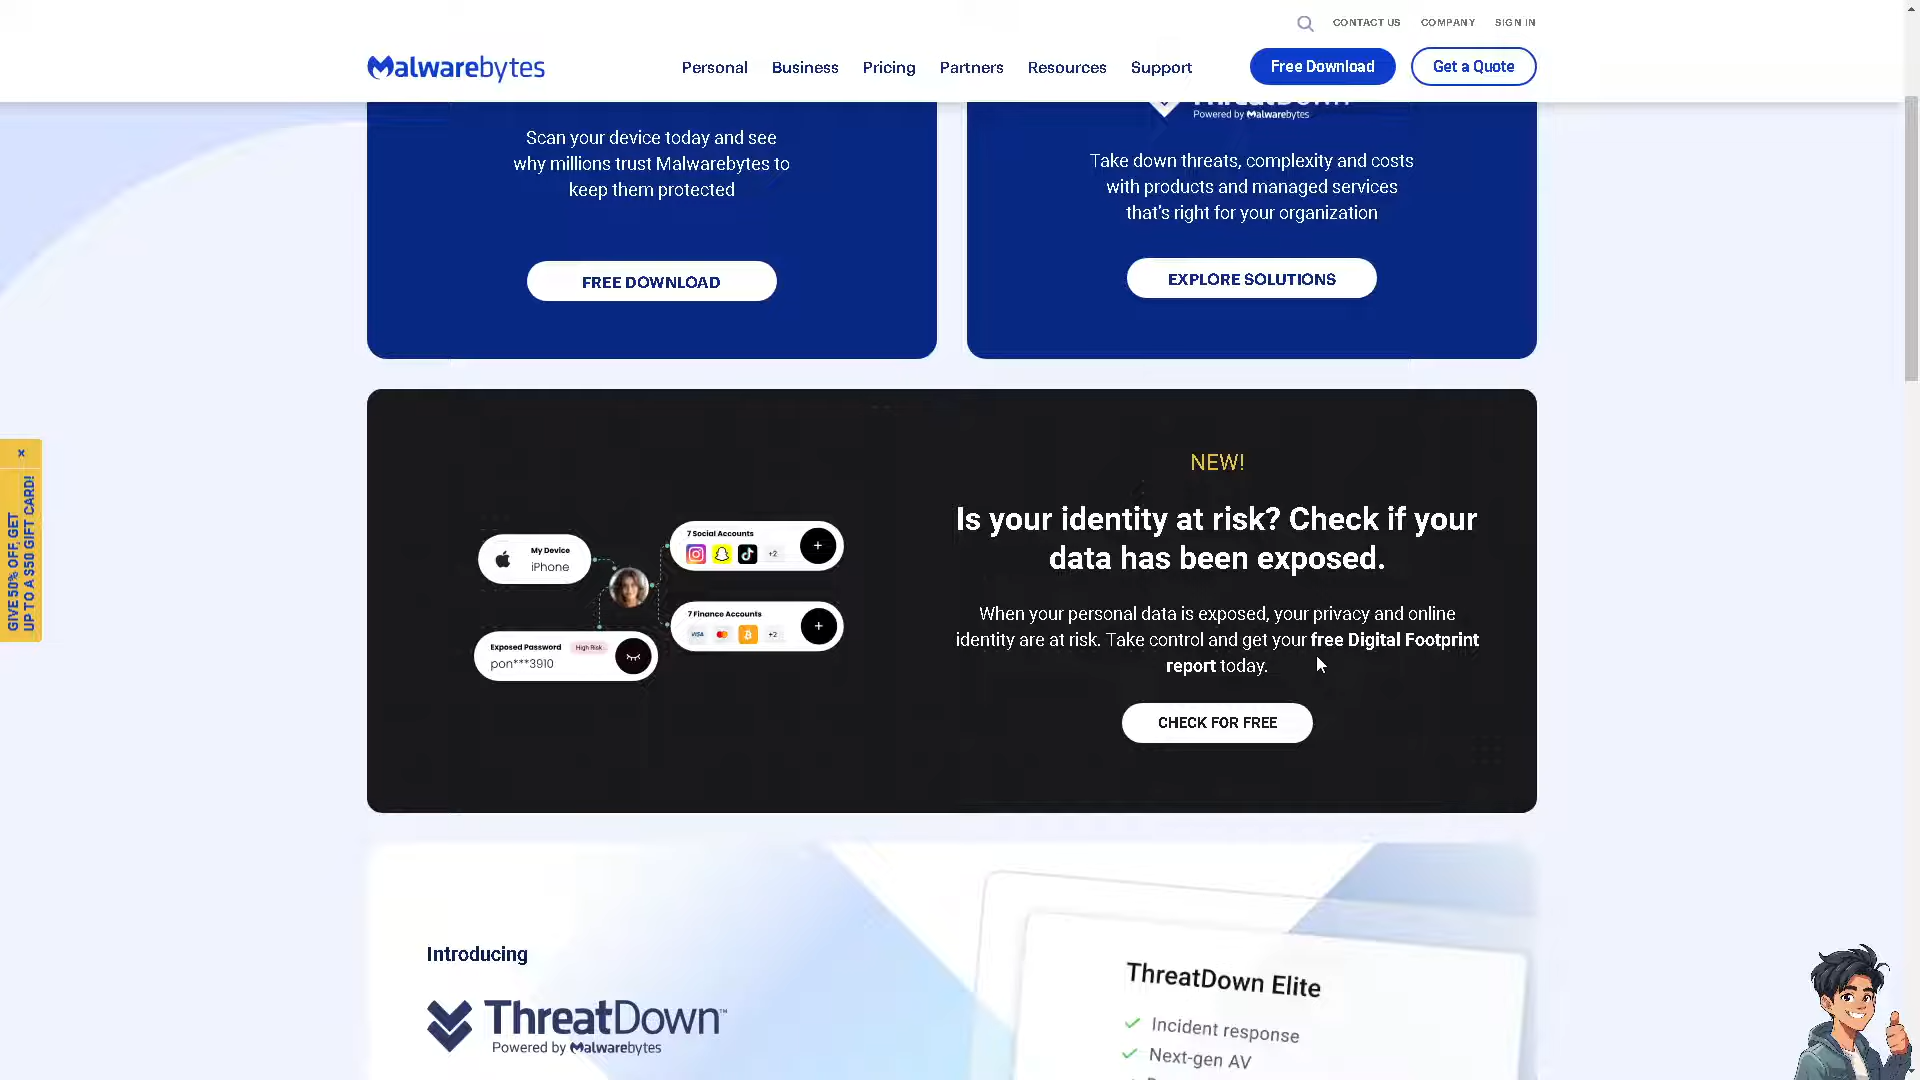 CONTACT US COMPANY SIGN IN
Malwarebytes Personal Business Pricing Partners Resources Support Free Download Get a Quote
Scan your device today and see
why millions trust Malwarebytes to
keep them protected
FREE DOWNLOAD
ThreatDown
Powered by Malwarebytes
Take down threats, complexity and costs
with products and managed services
that's right for your organization
EXPLORE SOLUTIONS
×
GIVE 50% OFF, GET
UP TO A $50 GIFT CARD!
My Device
iPhone
7 Social Accounts
+2
+
Exposed Password High Risk
pon***3910
7 Finance Accounts
VISA +2
+
NEW!
Is your identity at risk? Check if your
data has been exposed.
When your personal data is exposed, your privacy and online
identity are at risk. Take control and get your free Digital Footprint
report today.
CHECK FOR FREE
Introducing
ThreatDown™
Powered by Malwarebytes
ThreatDown Elite
Incident response
Next-gen AV